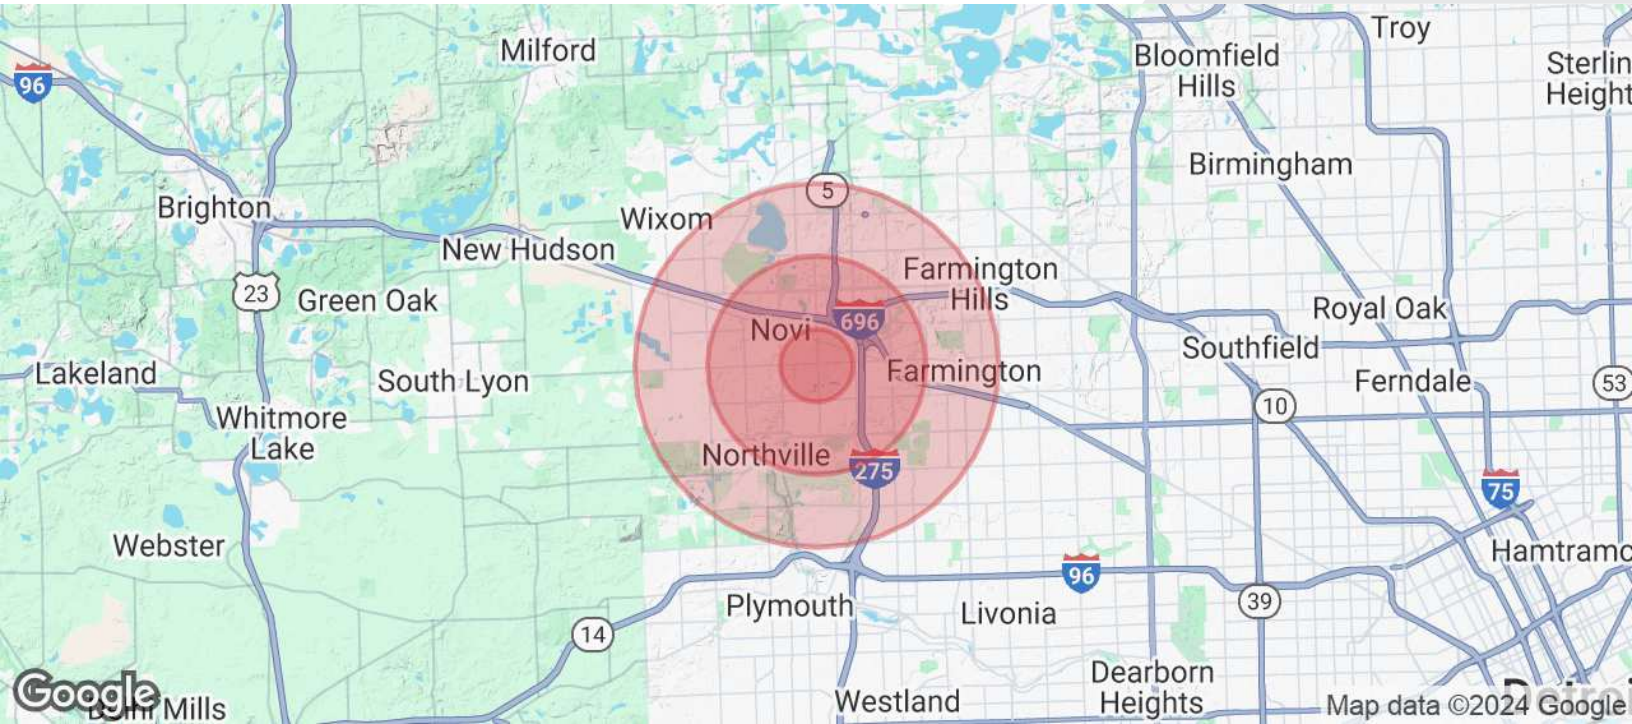 Milford
Troy
Bloomfield
Hills
Sterlin
Height
96
Birmingham
5
Brighton
Wixom
New Hudson
Farmington
Hills
23
Green Oak
Novi
696
Royal Oak
Southfield
Lakeland
South Lyon
Farmington
Ferndale
53
10
Whitmore
Lake
Northville
275
75
Webster
Hamtramc
96
Plymouth
Livonia
39
14
Dearborn
Heights
Westland
Google
Mills
Detroi
Map data ©2024 Google